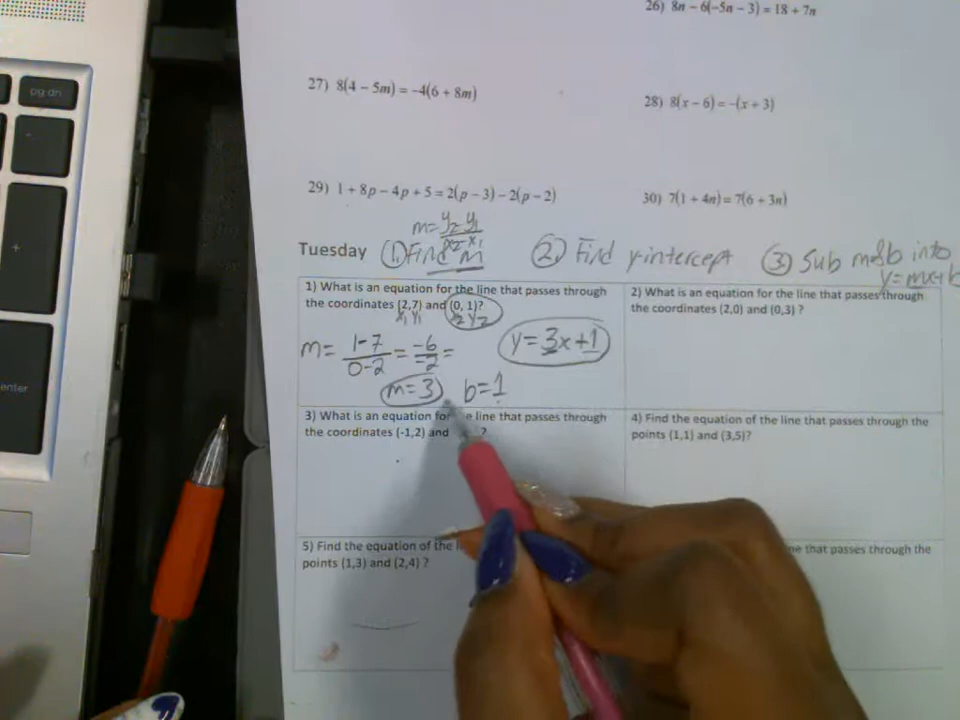 pg dn
+
enter
26) 8n − 6(−5n − 3) = 18 + 7n
27) 8(4 − 5m) = −4(6 + 8m)
28) 8(x − 6) = −(x + 3)
29) 1 + 8p − 4p + 5 = 2(p − 3) − 2(p − 2)
30) 7(1 + 4n) = 7(6 + 3n)
m= y2 y1
x2 x1
Tuesday ① Find m ② Find y-intercept ③ Sub m&b into
y=mx+b
1) What is an equation for the line that passes through
the coordinates (2,7) and (0, 1)?
x1 y1 x2 y2
m= 1-7 / 0-2 = -6 / -2 =
y=3x+1
m=3 b=1
2) What is an equation for the line that passes through
the coordinates (2,0) and (0,3) ?
3) What is an equation for the line that passes through
the coordinates (-1,2) and ?
4) Find the equation of the line that passes through the
points (1,1) and (3,5)?
5) Find the equation of the
points (1,3) and (2,4) ?
line that passes through the